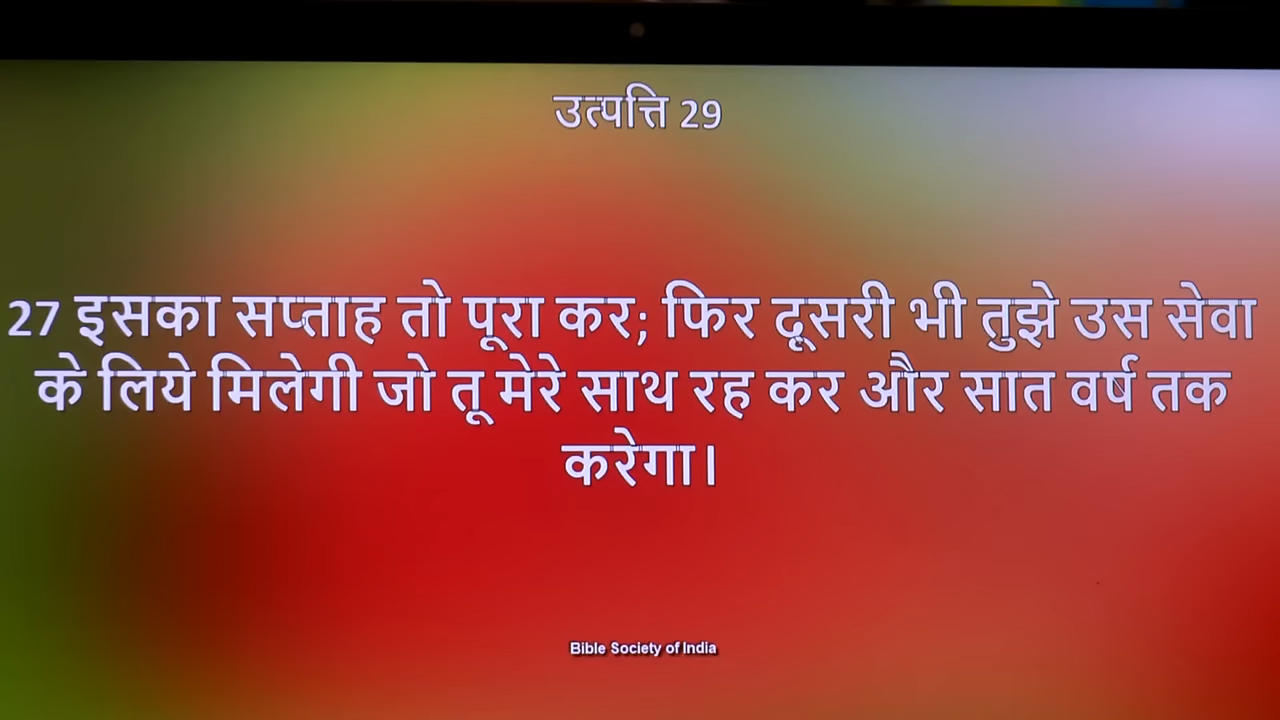 उत्पत्ति 29
27 इसका सप्ताह तो पूरा कर; फिर दूसरी भी तुझे उस सेवा
के लिये मिलेगी जो तू मेरे साथ रह कर और सात वर्ष तक
करेगा।
Bible Society of India